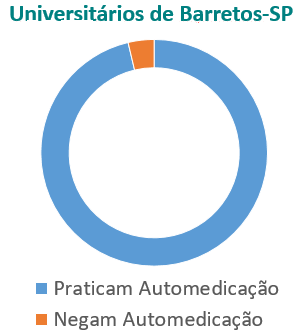 Universitários de Barretos-SP
Praticam Automedicação
Negam Automedicação